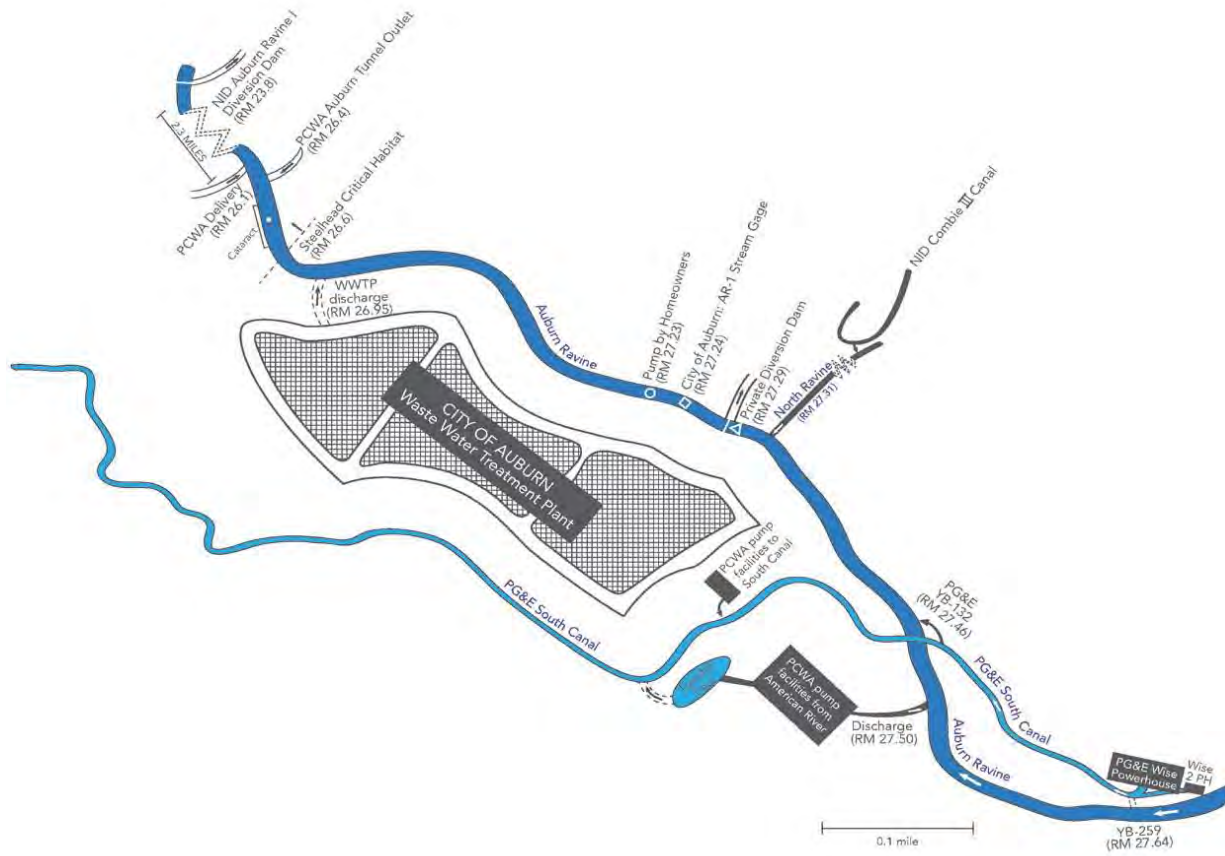 NID Auburn Ravine I
Diversion Dam
(RM 23.8)
2.3 MILES
PCWA Auburn Tunnel Outlet
(RM 26.4)
PCWA Delivery
(RM 26.1)
Cataract
Steelhead Critical Habitat
(RM 26.6)
WWTP
discharge
(RM 26.95)
Auburn Ravine
Pump by Homeowners
(RM 27.23)
City of Auburn: AR-1 Stream Gage
(RM 27.24)
Private Diversion Dam
(RM 27.29)
North Ravine
(RM 27.31)
NID Combie III Canal
CITY OF AUBURN
Waste Water Treatment Plant
PCWA pump
facilities to
South Canal
PG&E South Canal
PG&E
YB-132
(RM 27.46)
PG&E South Canal
PCWA pump
facilities from
American River
Discharge
(RM 27.50)
Auburn Ravine
PG&E Wise
Powerhouse
Wise
2 PH
YB-259
(RM 27.64)
0.1 mile